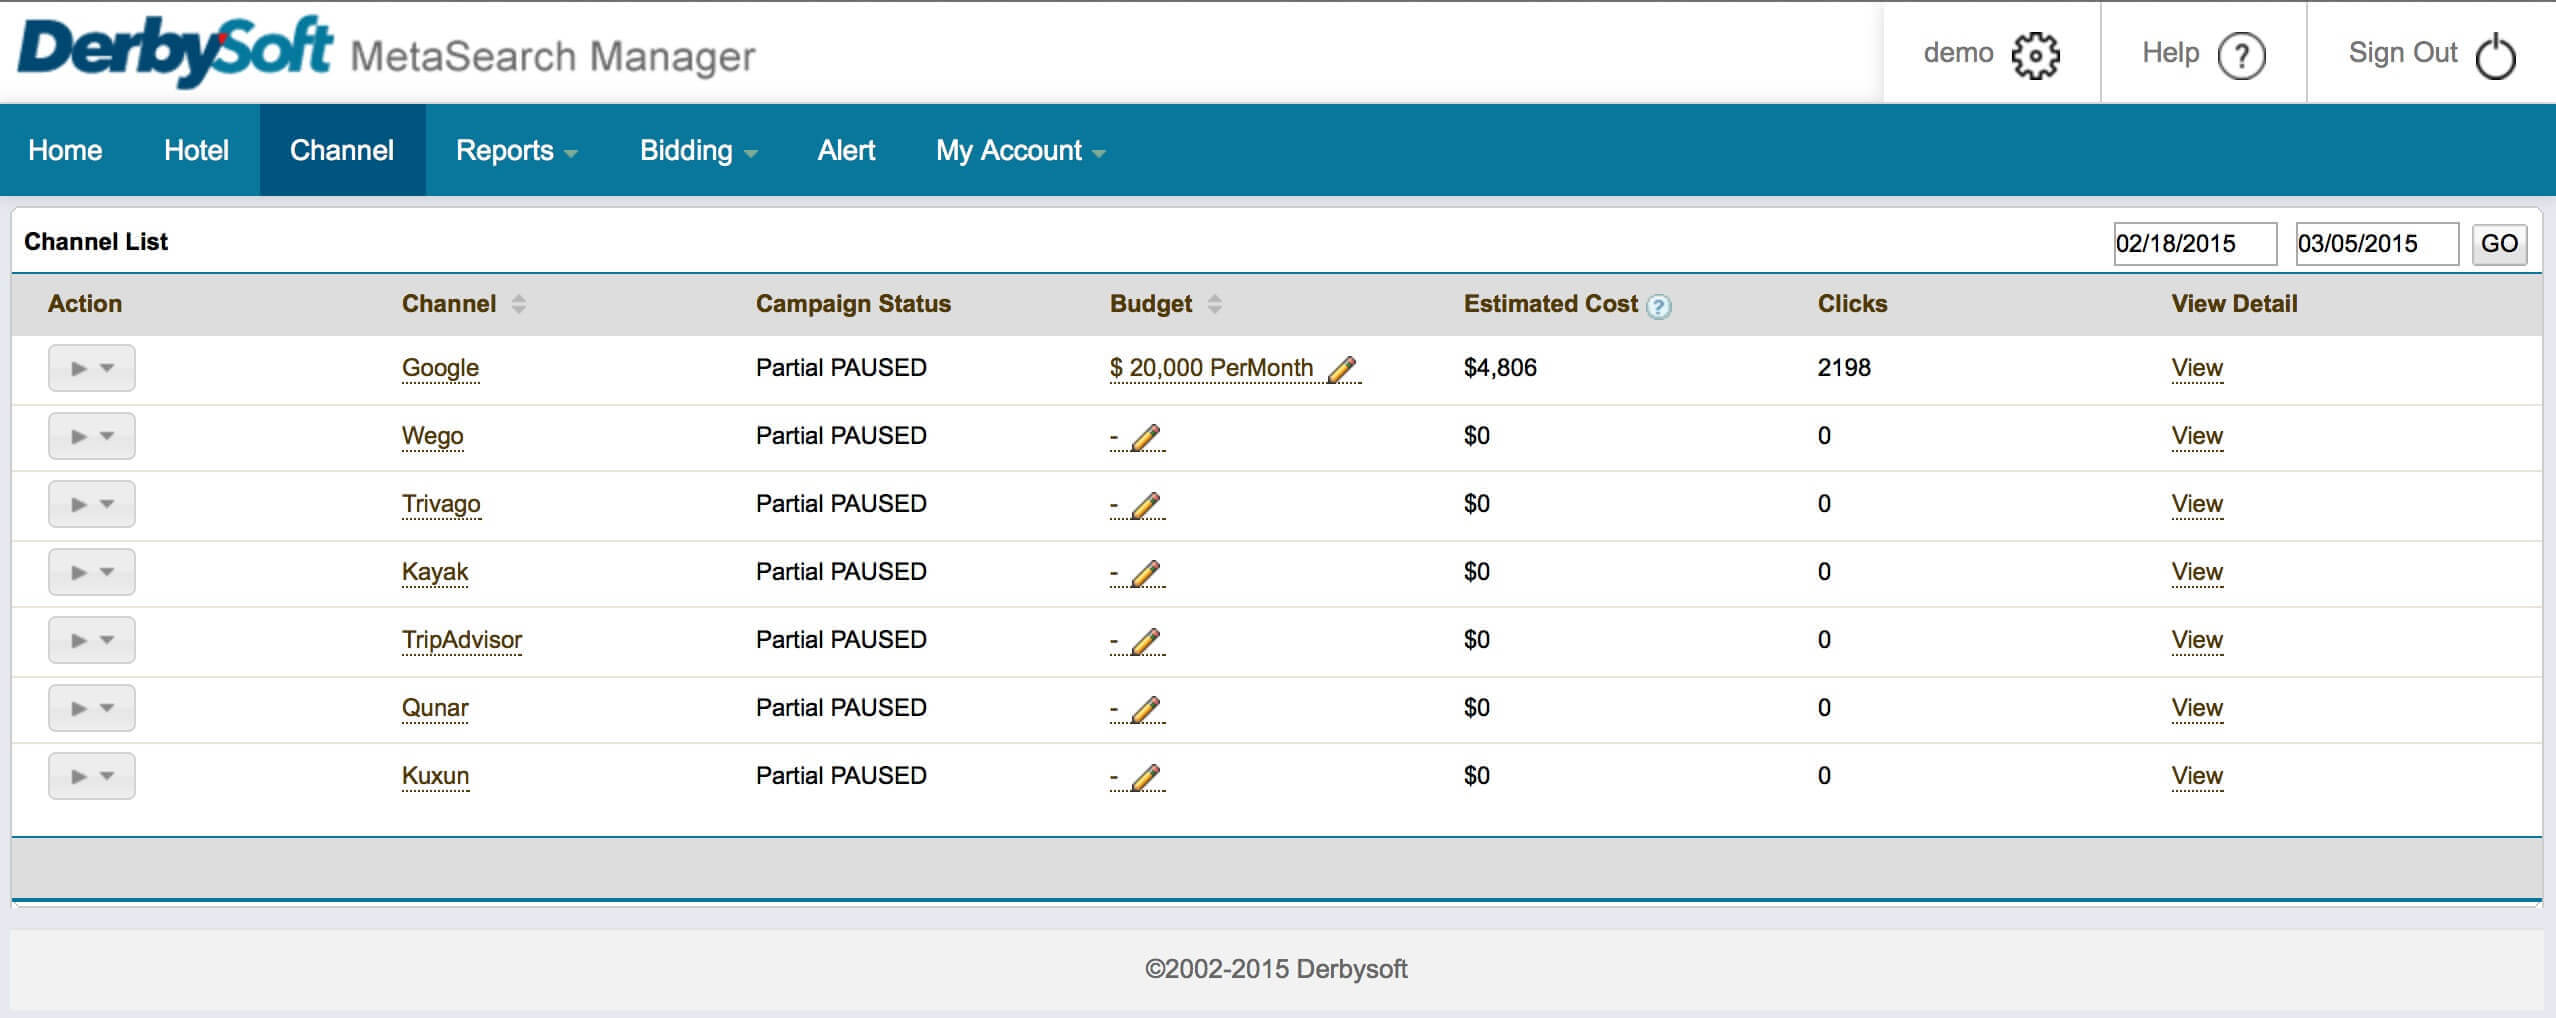 DerbySoft MetaSearch Manager
demo Help ? Sign Out
Home Hotel Channel Reports Bidding Alert My Account
Channel List 02/18/2015 03/05/2015 GO
Action Channel Campaign Status Budget Estimated Cost ? Clicks View Detail
Google Partial PAUSED $ 20,000 PerMonth $4,806 2198 View
Wego Partial PAUSED - $0 0 View
Trivago Partial PAUSED - $0 0 View
Kayak Partial PAUSED - $0 0 View
TripAdvisor Partial PAUSED - $0 0 View
Qunar Partial PAUSED - $0 0 View
Kuxun Partial PAUSED - $0 0 View
©2002-2015 Derbysoft